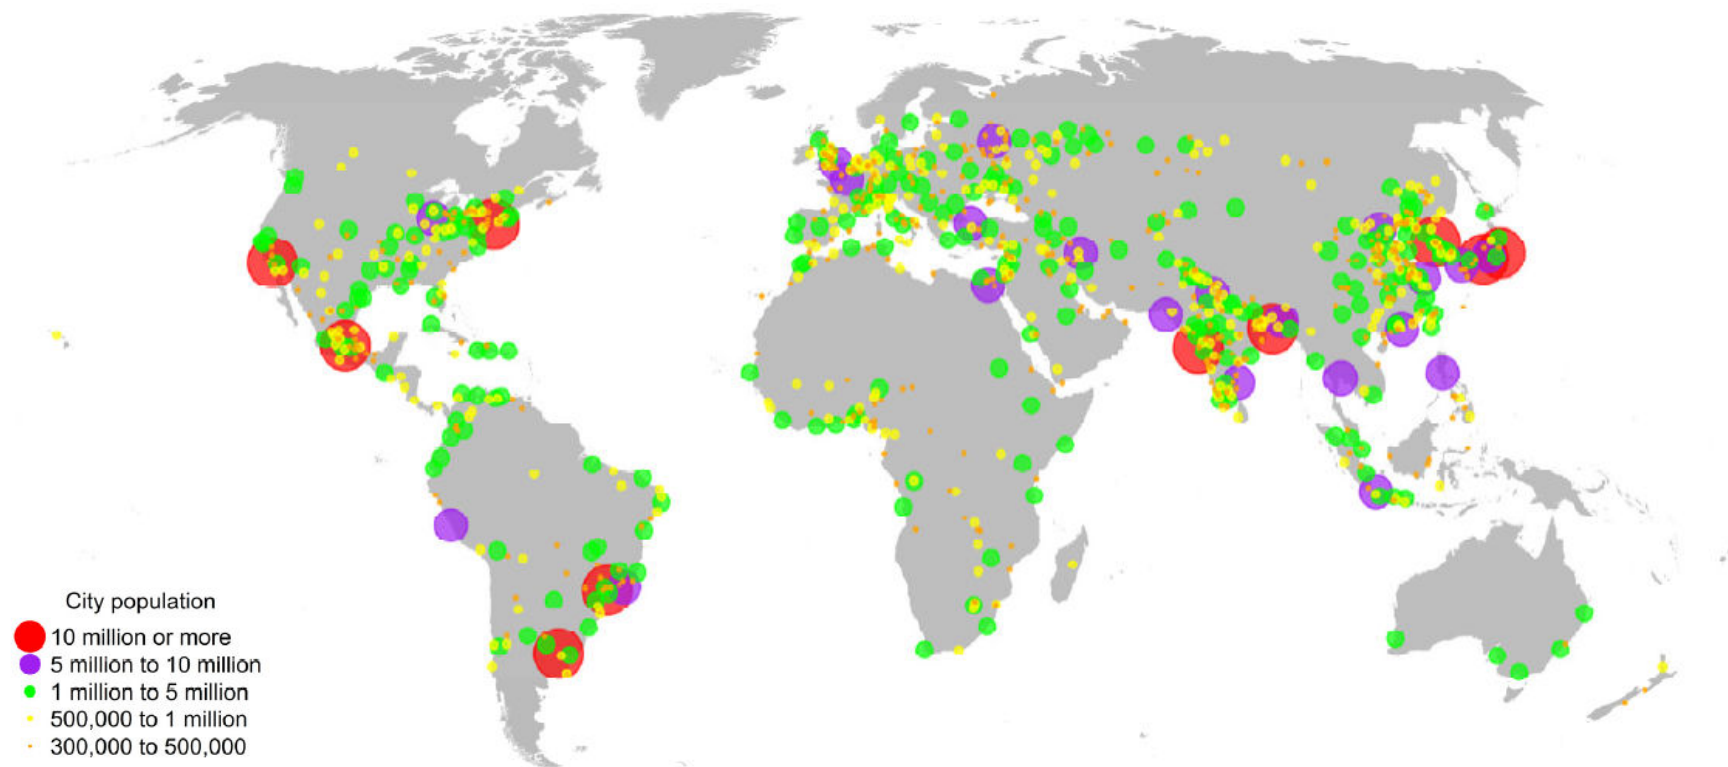 City population
10 million or more
5 million to 10 million
1 million to 5 million
500,000 to 1 million
300,000 to 500,000